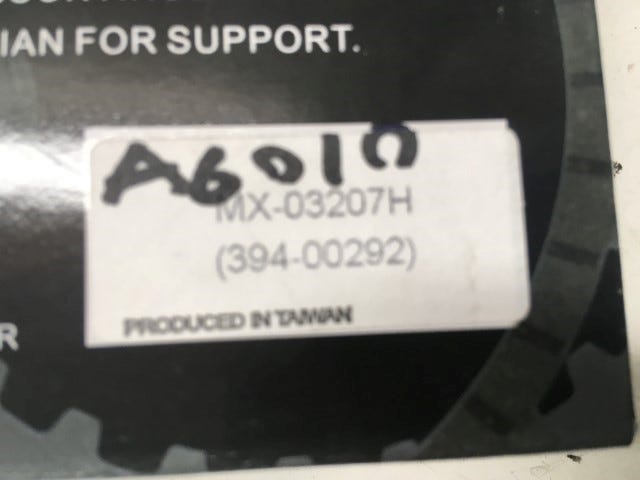 IAN FOR SUPPORT.
A6010
MX-03207H
(394-00292)
PRODUCED IN TAIWAN
R